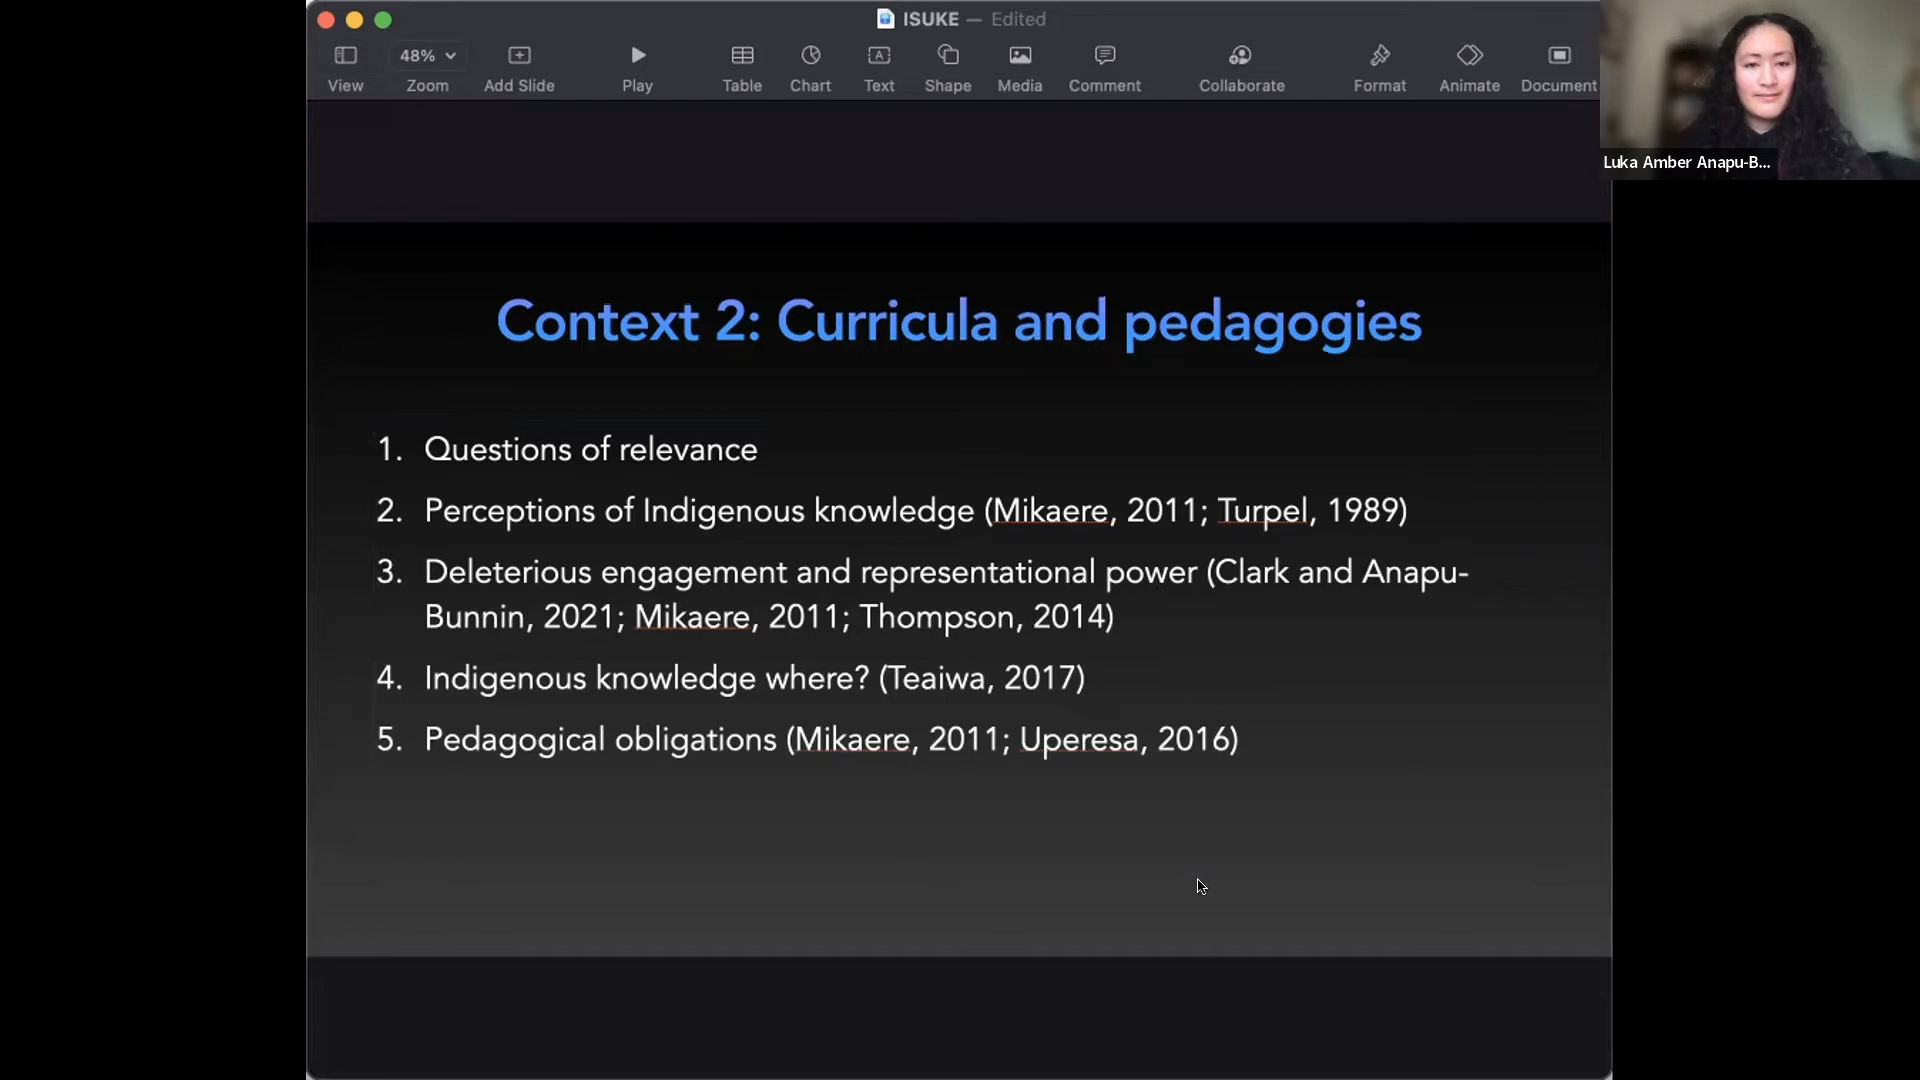 ISUKE — Edited
48%
View Zoom Add Slide Play Table Chart Text Shape Media Comment Collaborate Format Animate Document
Luka Amber Anapu-B...
Context 2: Curricula and pedagogies
1. Questions of relevance
2. Perceptions of Indigenous knowledge (Mikaere, 2011; Turpel, 1989)
3. Deleterious engagement and representational power (Clark and Anapu-
Bunnin, 2021; Mikaere, 2011; Thompson, 2014)
4. Indigenous knowledge where? (Teaiwa, 2017)
5. Pedagogical obligations (Mikaere, 2011; Uperesa, 2016)